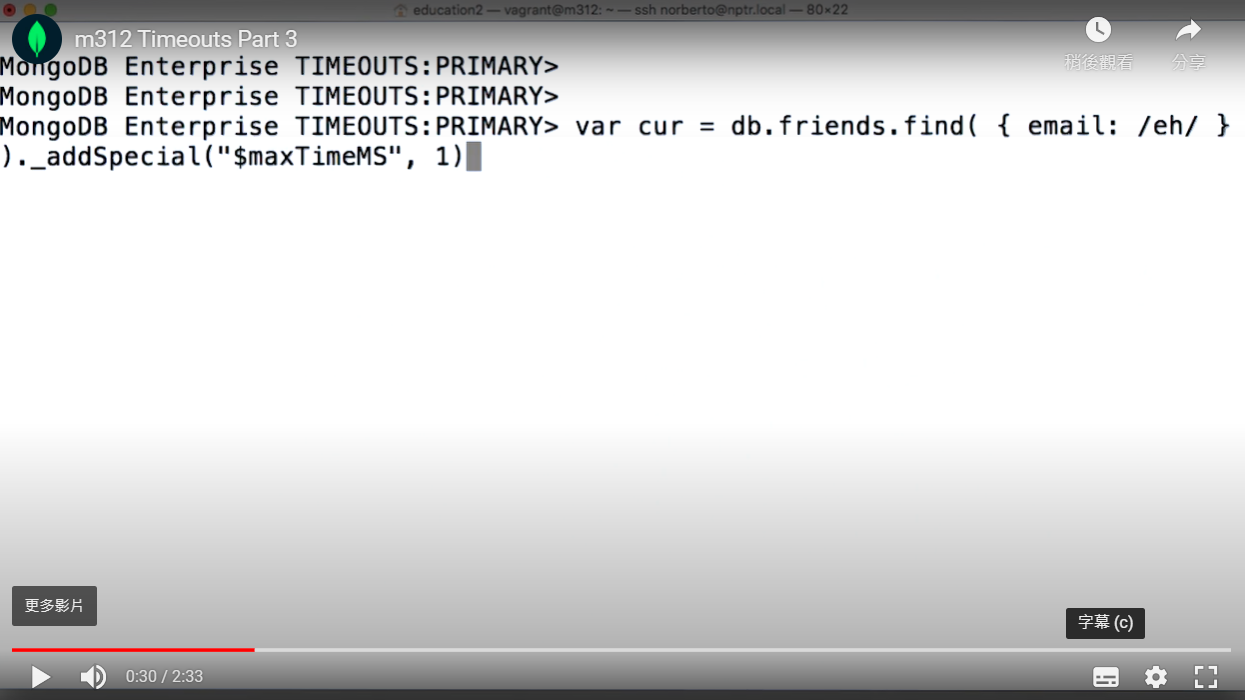 education2 — vagrant@m312: ~ — ssh norberto@nptr.local — 80×22
m312 Timeouts Part 3
稍後觀看
分享
MongoDB Enterprise TIMEOUTS:PRIMARY>
MongoDB Enterprise TIMEOUTS:PRIMARY>
MongoDB Enterprise TIMEOUTS:PRIMARY> var cur = db.friends.find( { email: /eh/ }
)._addSpecial("$maxTimeMS", 1)
更多影片
字幕 (c)
0:30 / 2:33